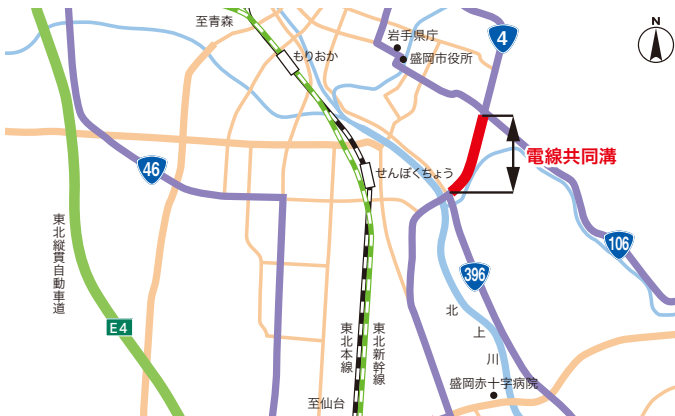 至青森
岩手県庁
盛岡市役所
4
N
もりおか
電線共同溝
せんぼくちょう
46
東北縦貫自動車道
106
396
北上川
E4
東北本線
東北新幹線
盛岡赤十字病院
至仙台